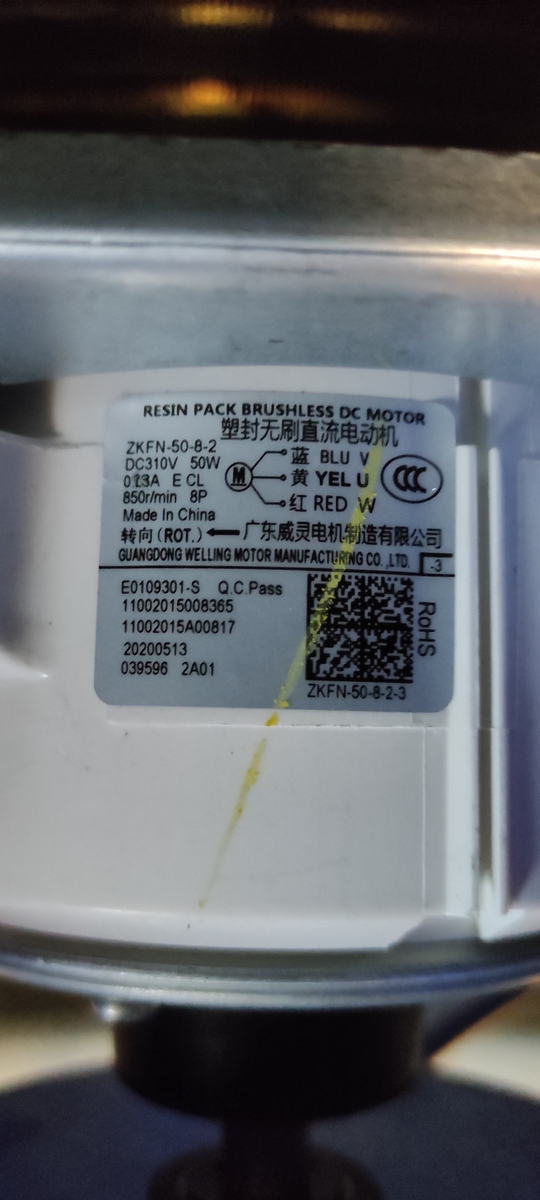 RESIN PACK BRUSHLESS DC MOTOR
塑封无刷直流电动机
ZKFN-50-8-2
DC310V 50W
E CL
850r/min 8P
Made In China
M
蓝 BLU V
黄 YEL U
红 RED W
CCC
转向(ROT.) 广东威灵电机制造有限公司
GUANGDONG WELLING MOTOR MANUFACTURING CO.,LTD.
-3
E0109301-S Q.C.Pass
11002015008365
11002015A00817
20200513
039596 2A01
RoHS
ZKFN-50-8-2-3